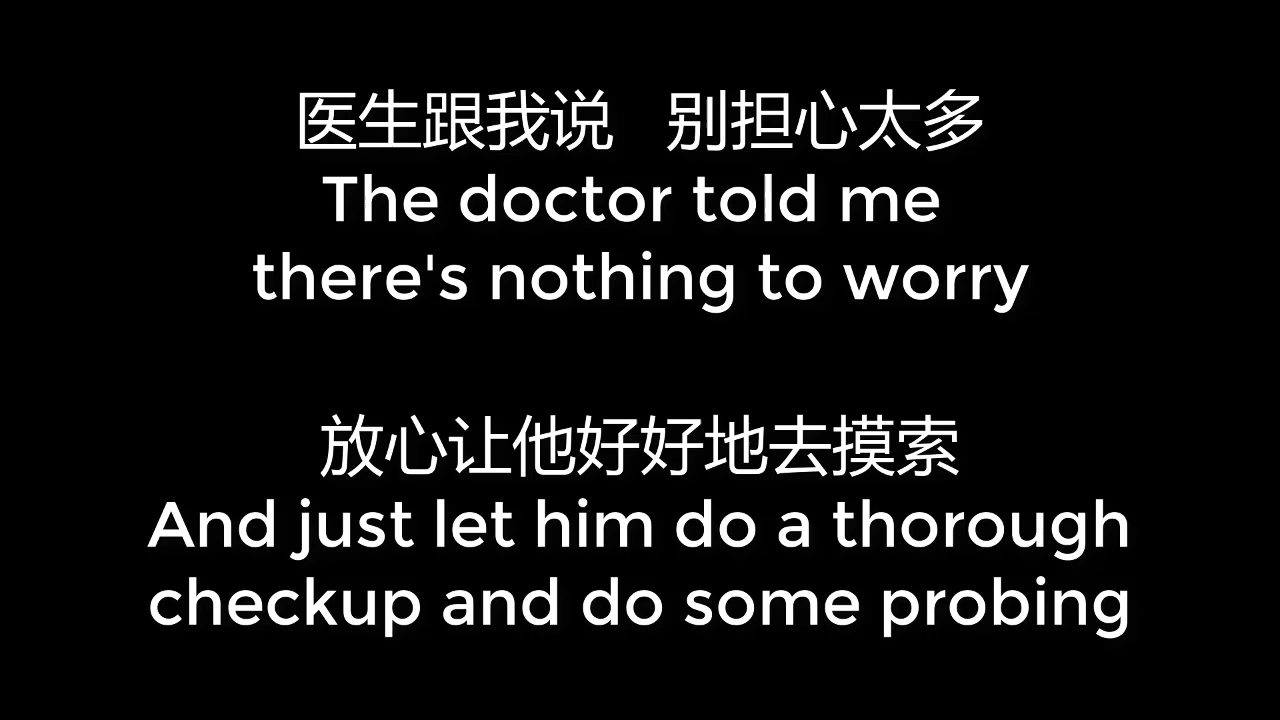 医生跟我说 别担心太多
The doctor told me
there's nothing to worry
放心让他好好地去摸索
And just let him do a thorough
checkup and do some probing